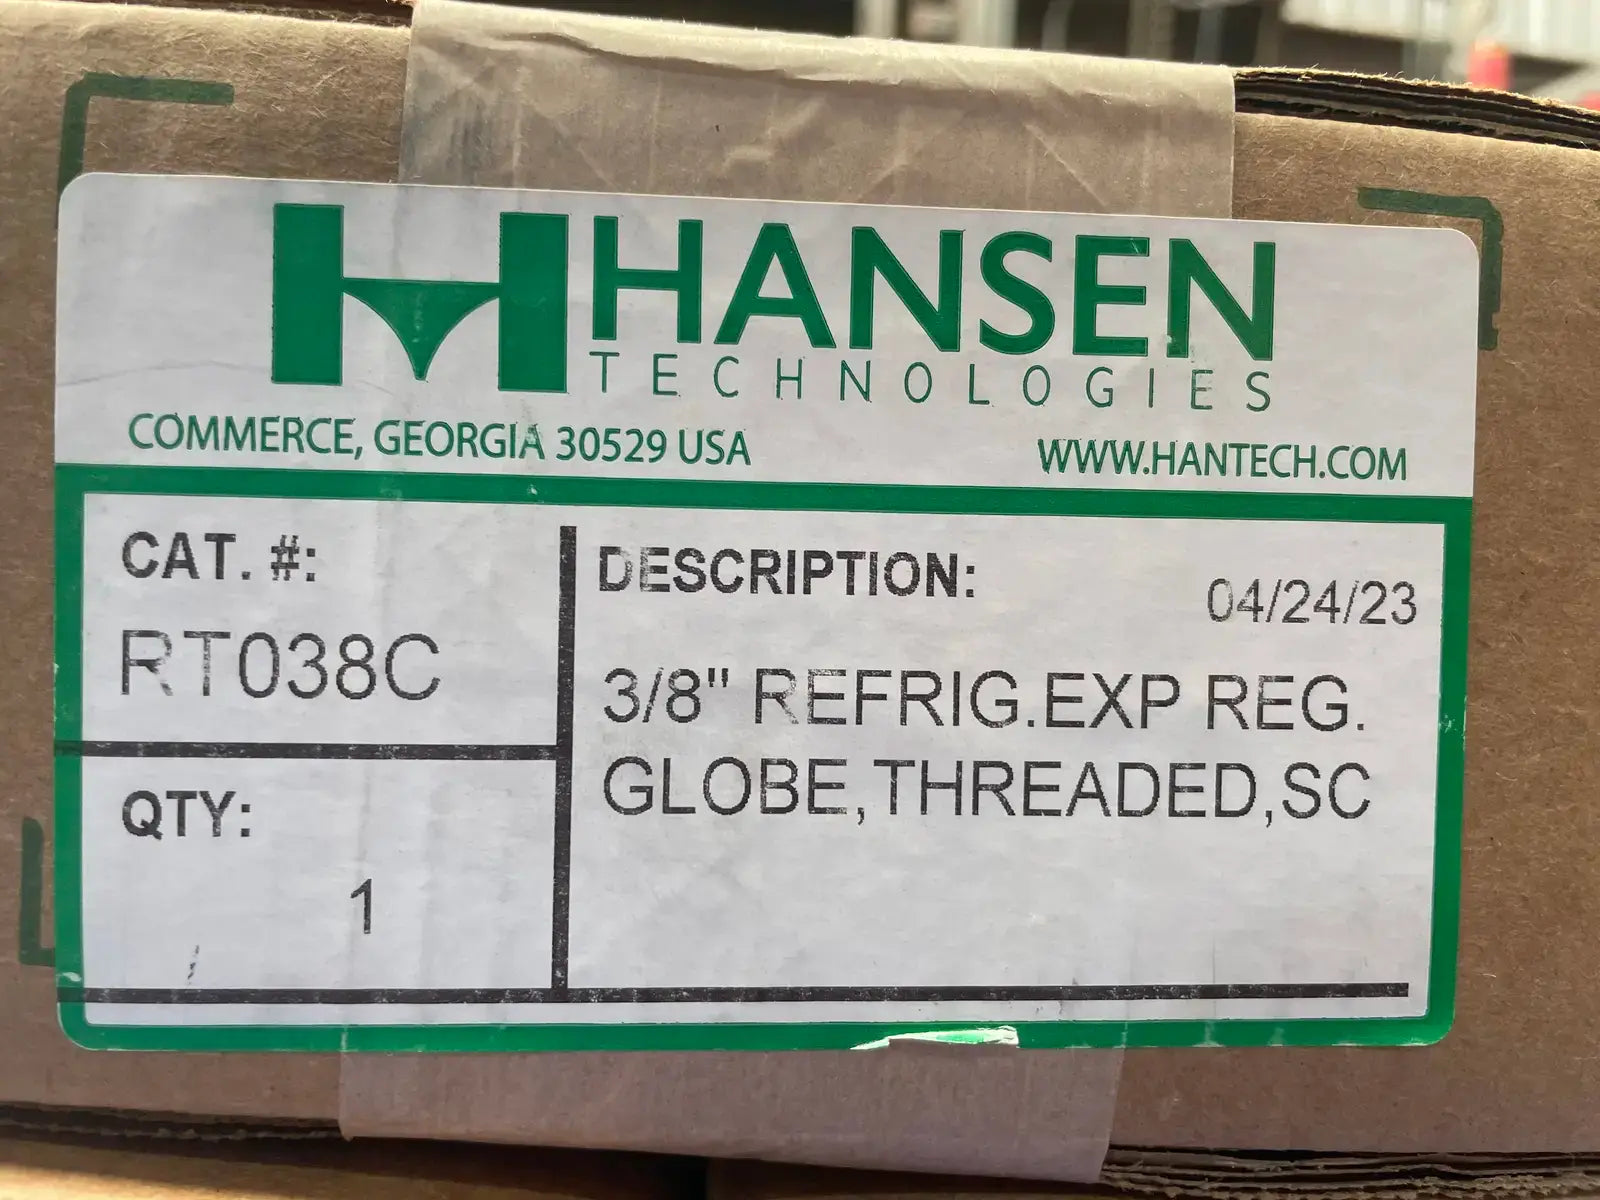 HANSEN
TECHNOLOGIES
COMMERCE, GEORGIA 30529 USA
WWW.HANTECH.COM
CAT. #:
RT038C
DESCRIPTION:
04/24/23
3/8" REFRIG.EXP REG.
GLOBE,THREADED,SC
QTY:
1